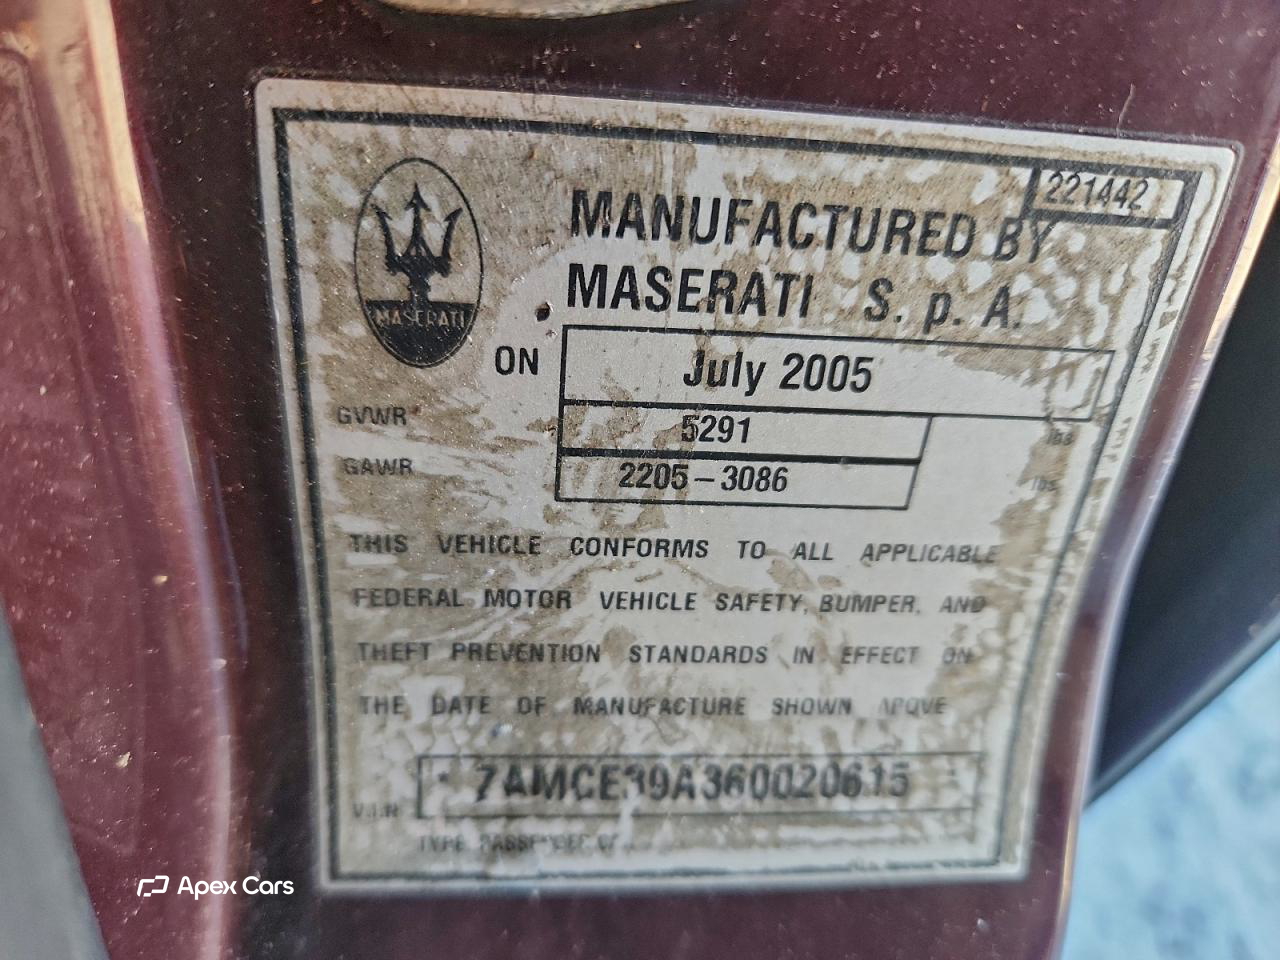 221442
MANUFACTURED BY
MASERATI S. p. A.
MASERATI
ON July 2005
GVWR 5291 lbs
GAWR 2205-3086 lbs
THIS VEHICLE CONFORMS TO ALL APPLICABLE
FEDERAL MOTOR VEHICLE SAFETY, BUMPER, AND
THEFT PREVENTION STANDARDS IN EFFECT ON
THE DATE OF MANUFACTURE SHOWN ABOVE
V.I.N. 
TYPE PASSENGER
Apex Cars